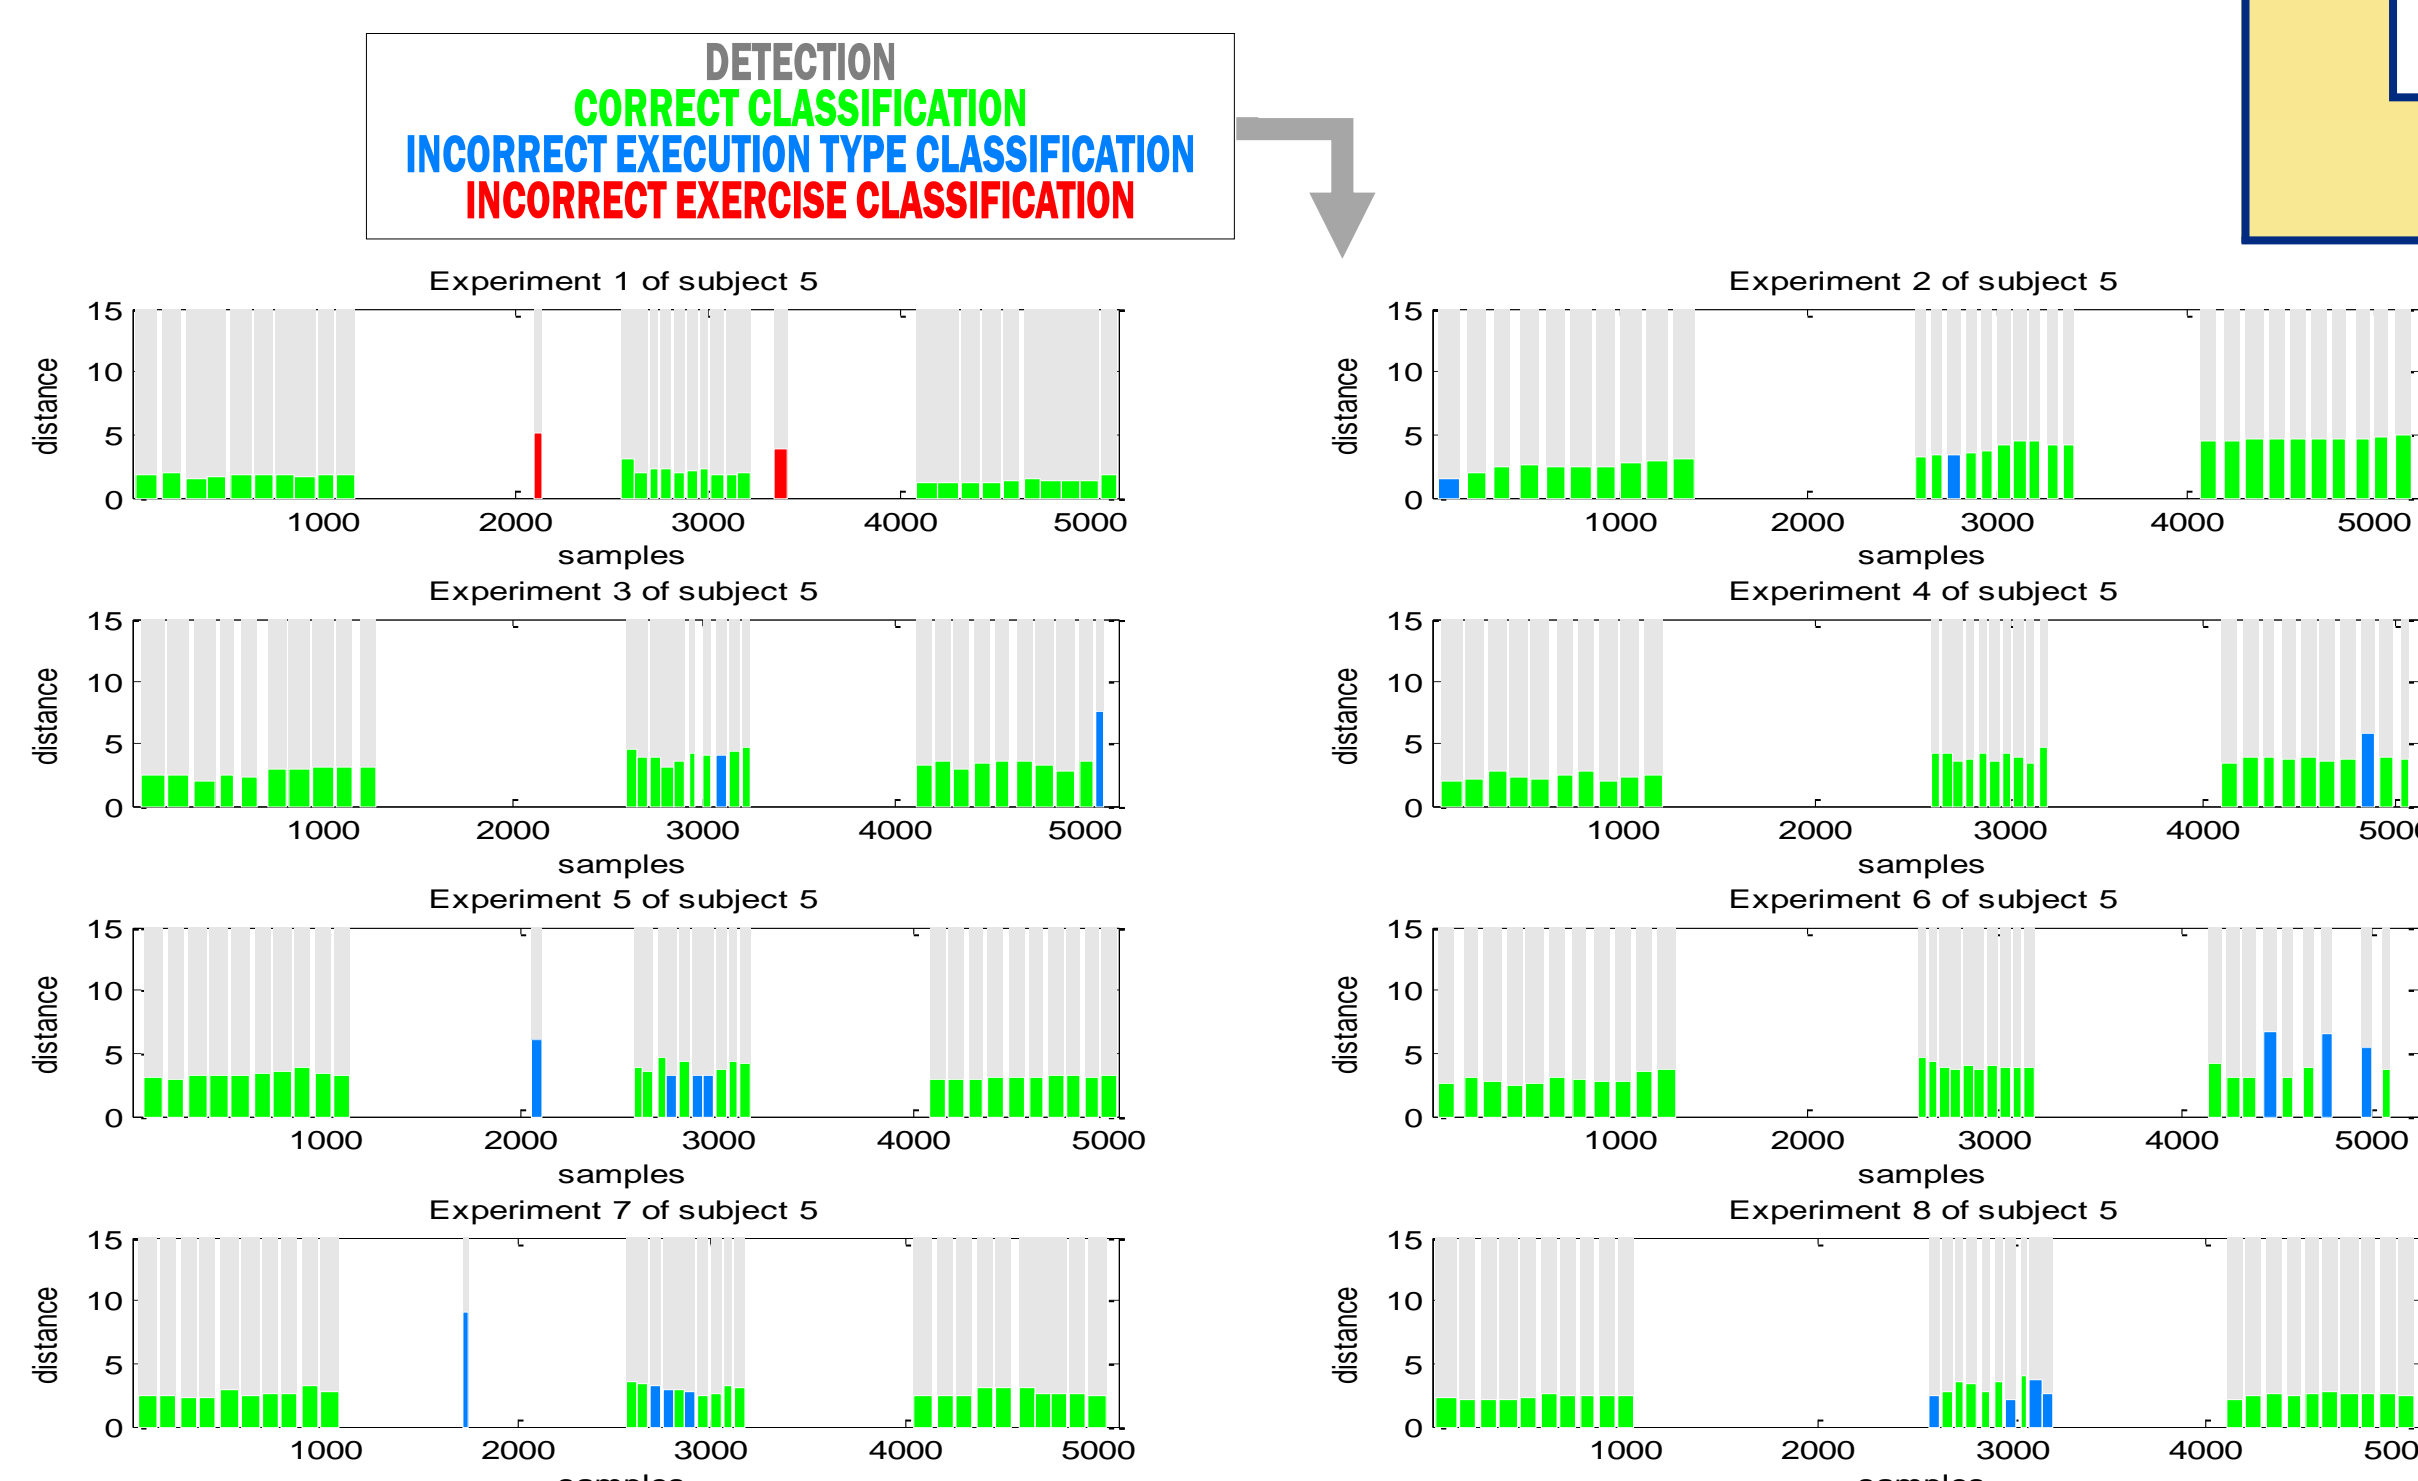 DETECTION
CORRECT CLASSIFICATION
INCORRECT EXECUTION TYPE CLASSIFICATION
INCORRECT EXERCISE CLASSIFICATION
Experiment 1 of subject 5
15
10
5
0
distance
1000 2000 3000 4000 5000
samples
Experiment 2 of subject 5
15
10
5
0
distance
1000 2000 3000 4000 5000
samples
Experiment 3 of subject 5
15
10
5
0
distance
1000 2000 3000 4000 5000
samples
Experiment 4 of subject 5
15
10
5
0
distance
1000 2000 3000 4000
samples
Experiment 5 of subject 5
15
10
5
0
distance
1000 2000 3000 4000 5000
samples
Experiment 6 of subject 5
15
10
5
0
distance
1000 2000 3000 4000 5000
samples
Experiment 7 of subject 5
15
10
5
0
distance
1000 2000 3000 4000 5000
samples
Experiment 8 of subject 5
15
10
5
0
distance
1000 2000 3000 4000
samples